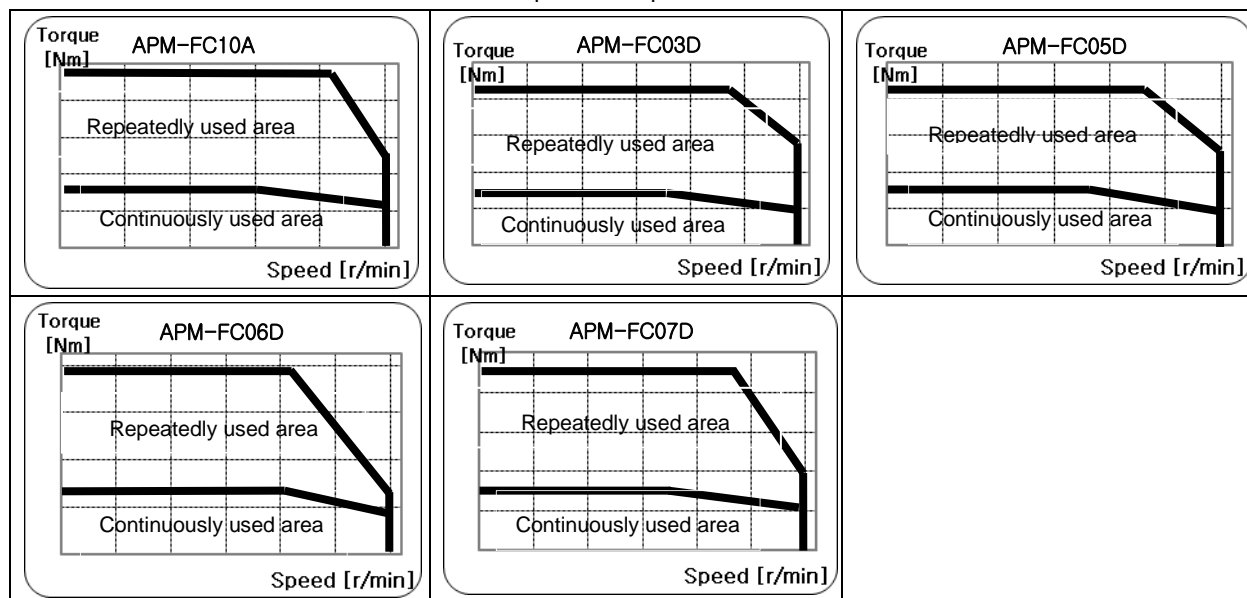 Torque
[Nm]
APM-FC10A
Repeatedly used area
Continuously used area
Speed [r/min]
Torque
[Nm]
APM-FC03D
Repeatedly used area
Continuously used area
Speed [r/min]
Torque
[Nm]
APM-FC05D
Repeatedly used area
Continuously used area
Speed [r/min]
Torque
[Nm]
APM-FC06D
Repeatedly used area
Continuously used area
Speed [r/min]
Torque
[Nm]
APM-FC07D
Repeatedly used area
Continuously used area
Speed [r/min]